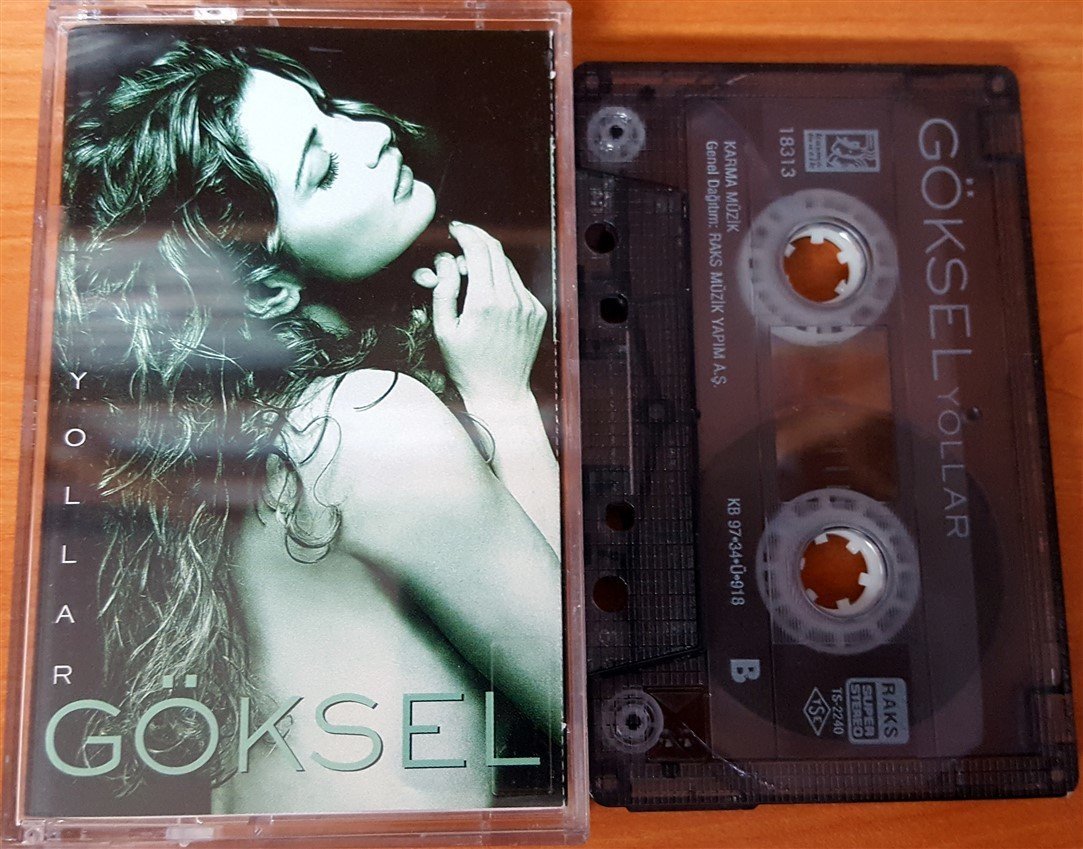 YOLLAR
GÖKSEL
GÖKSEL YOLLAR
18313
KARMA MÜZİK
Genel Dağıtım: RAKS MÜZİK YAPIM A.Ş.
KB 97•34•Ü•918
B
RAKS
SUPER
STEREO
TS-2240